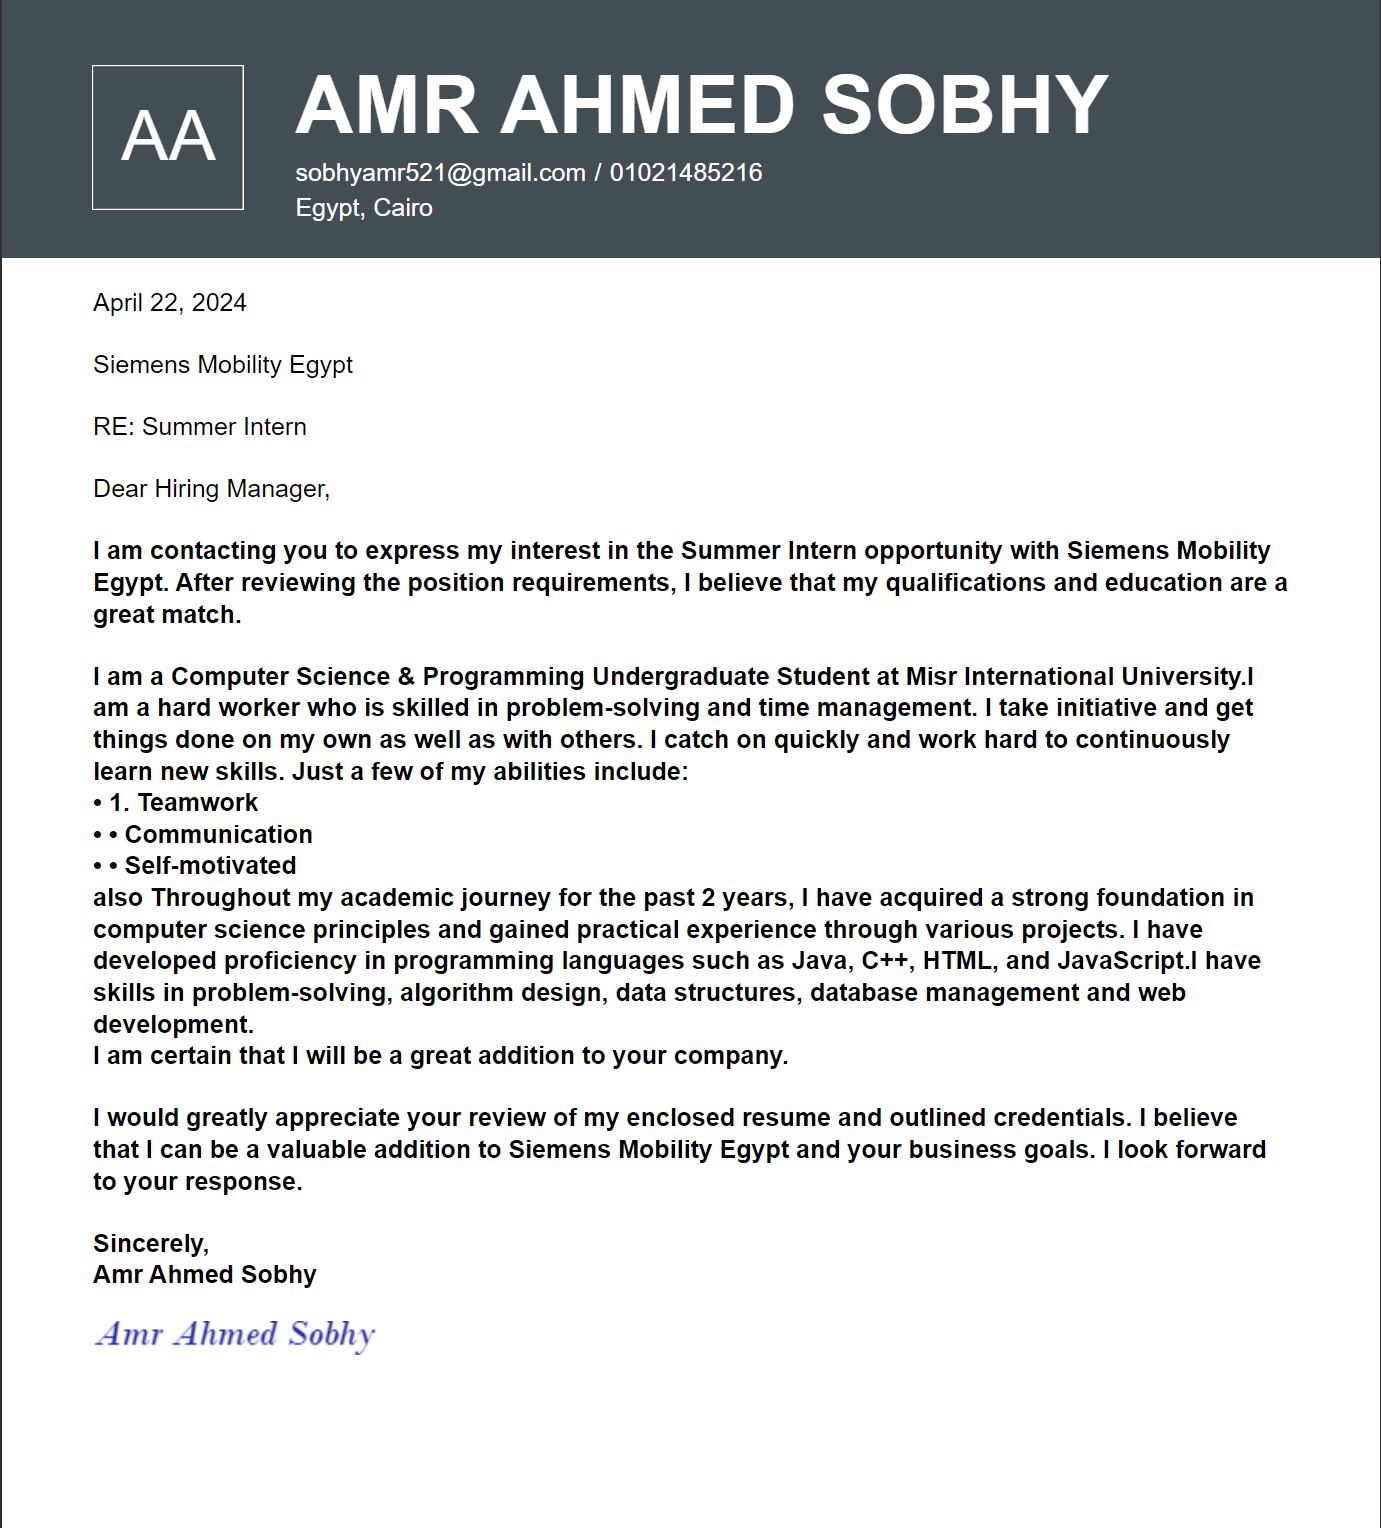 AA
AMR AHMED SOBHY
sobhyamr521@gmail.com / 01021485216
Egypt, Cairo
April 22, 2024
Siemens Mobility Egypt
RE: Summer Intern
Dear Hiring Manager,
I am contacting you to express my interest in the Summer Intern opportunity with Siemens Mobility
Egypt. After reviewing the position requirements, I believe that my qualifications and education are a
great match.
I am a Computer Science & Programming Undergraduate Student at Misr International University.I
am a hard worker who is skilled in problem-solving and time management. I take initiative and get
things done on my own as well as with others. I catch on quickly and work hard to continuously
learn new skills. Just a few of my abilities include:
• 1. Teamwork
• • Communication
• • Self-motivated
also Throughout my academic journey for the past 2 years, I have acquired a strong foundation in
computer science principles and gained practical experience through various projects. I have
developed proficiency in programming languages such as Java, C++, HTML, and JavaScript.I have
skills in problem-solving, algorithm design, data structures, database management and web
development.
I am certain that I will be a great addition to your company.
I would greatly appreciate your review of my enclosed resume and outlined credentials. I believe
that I can be a valuable addition to Siemens Mobility Egypt and your business goals. I look forward
to your response.
Sincerely,
Amr Ahmed Sobhy
Amr Ahmed Sobhy